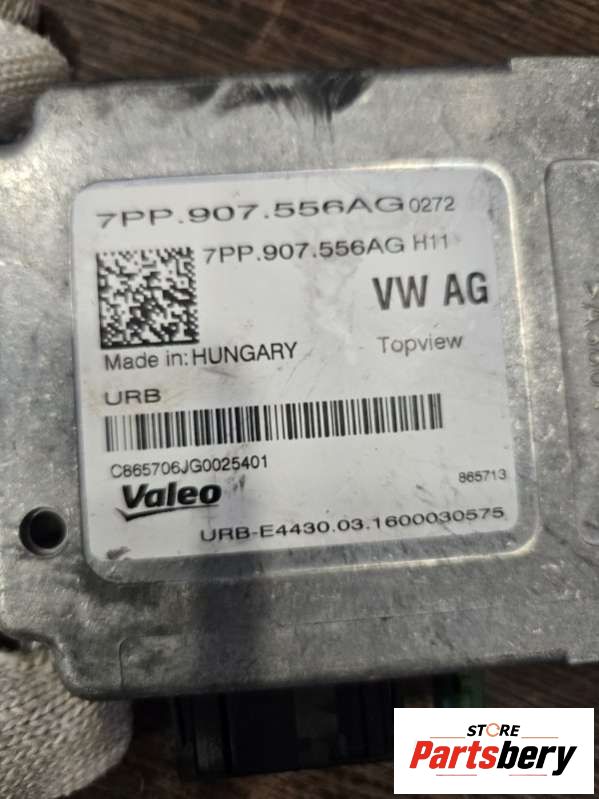 7PP.907.556AG 0272
7PP.907.556AG H11
VW AG
Made in: HUNGARY
Topview
URB
C865706JG0025401
865713
Valeo
URB-E4430.03.1600030575
STORE
Partsbery